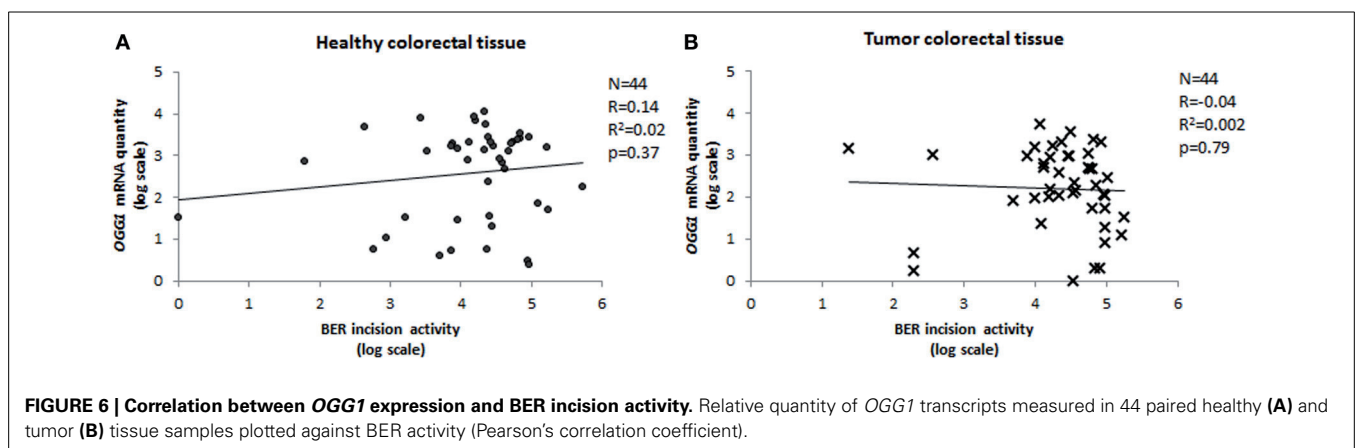 A
Healthy colorectal tissue
N=44
R=0.14
R²=0.02
p=0.37
OGG1 mRNA quantity
(log scale)
5
4
3
2
1
0
0 1 2 3 4 5 6
BER incision activity
(log scale)
B
Tumor colorectal tissue
N=44
R=-0.04
R²=0.002
p=0.79
OGG1 mRNA quantity
(log scale)
5
4
3
2
1
0
0 1 2 3 4 5 6
BER incision activity
(log scale)
FIGURE 6 | Correlation between OGG1 expression and BER incision activity. Relative quantity of OGG1 transcripts measured in 44 paired healthy (A) and
tumor (B) tissue samples plotted against BER activity (Pearson's correlation coefficient).